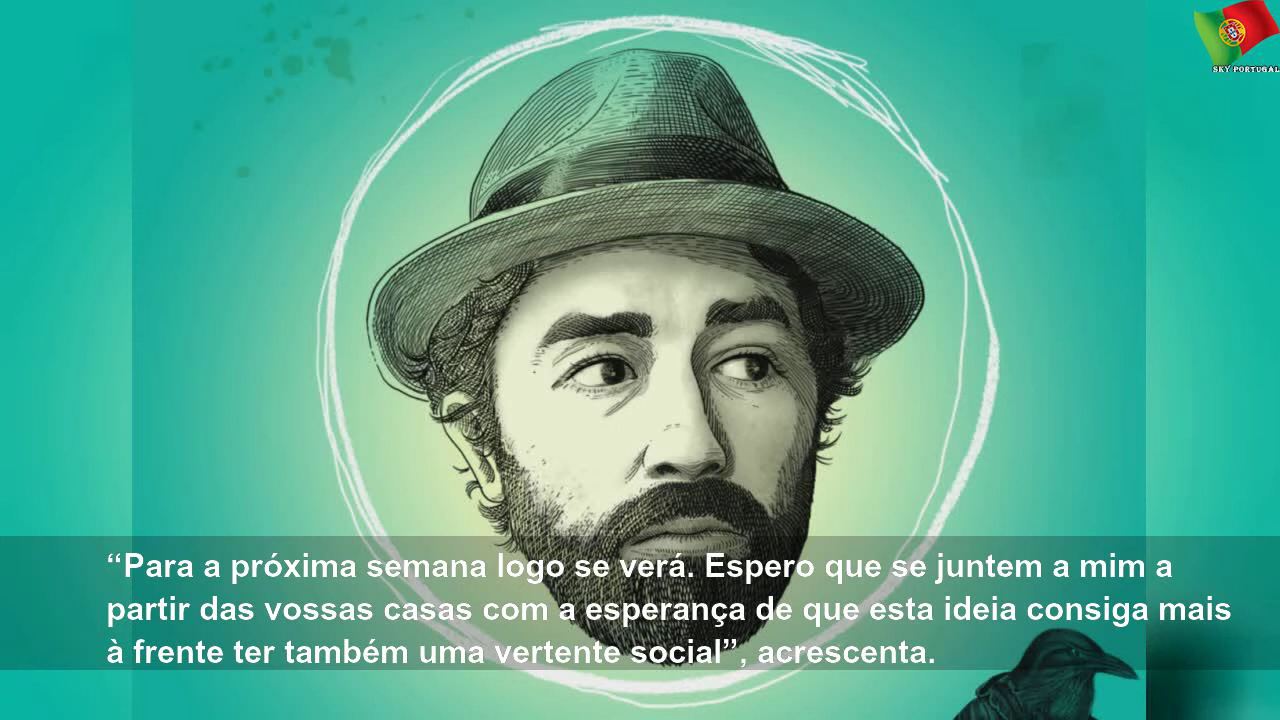 SKY PORTUGAL
“Para a próxima semana logo se verá. Espero que se juntem a mim a
partir das vossas casas com a esperança de que esta ideia consiga mais
à frente ter também uma vertente social”, acrescenta.